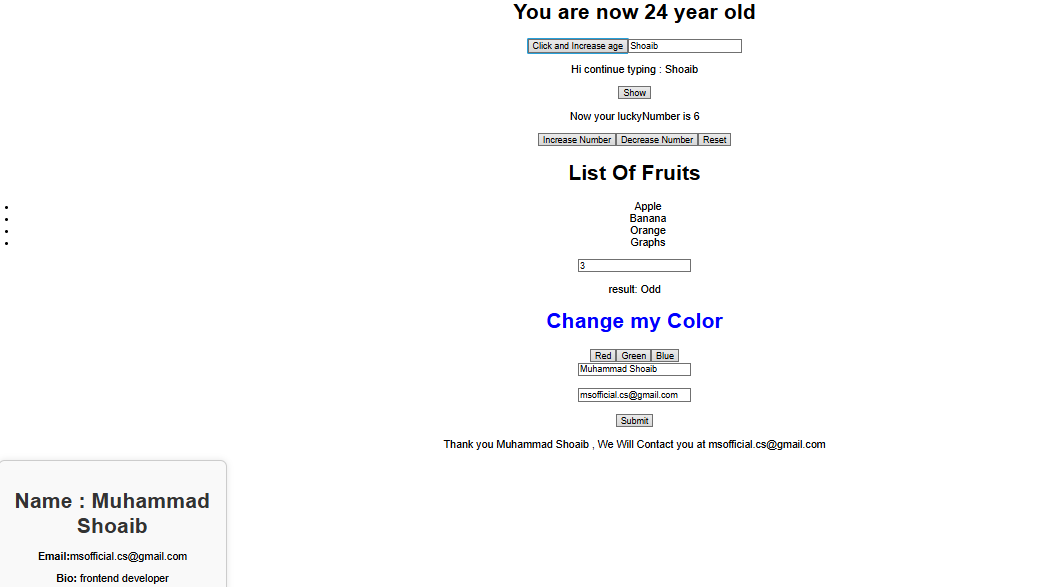 You are now 24 year old
Click and Increase age Shoaib
Hi continue typing : Shoaib
Show
Now your luckyNumber is 6
Increase Number Decrease Number Reset
List Of Fruits
Apple
Banana
Orange
Graphs
3
result: Odd
Change my Color
Red Green Blue
Muhammad Shoaib
msofficial.cs@gmail.com
Submit
Thank you Muhammad Shoaib , We Will Contact you at msofficial.cs@gmail.com
Name : Muhammad
Shoaib
Email:msofficial.cs@gmail.com
Bio: frontend developer